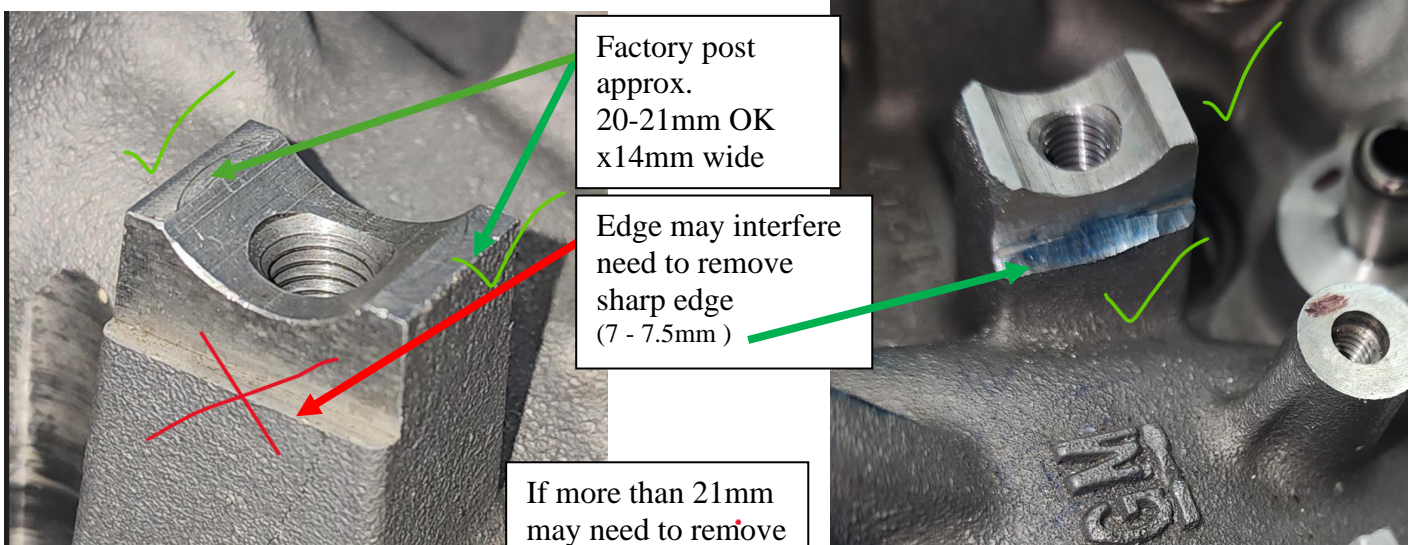 Factory post
approx.
20-21mm OK
x14mm wide
Edge may interfere
need to remove
sharp edge
(7 - 7.5mm )
If more than 21mm
may need to remove
GM